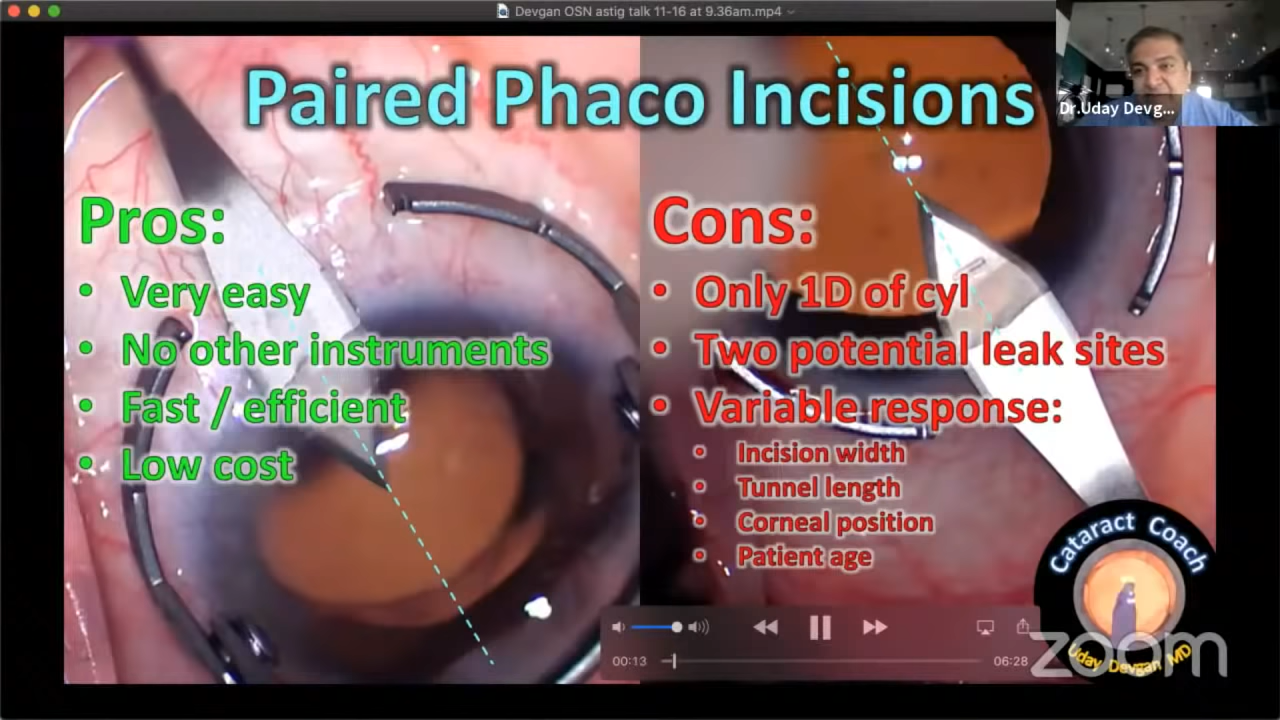 Devgan OSN astig talk 11-16 at 9.36am.mp4
Dr.Uday Devg...
Paired Phaco Incisions
Pros:
• Very easy
• No other instruments
• Fast / efficient
• Low cost
Cons:
• Only 1D of cyl
• Two potential leak sites
• Variable response:
• Incision width
• Tunnel length
• Corneal position
• Patient age
Cataract Coach
Uday Devgan MD
00:13
06:28
zoom